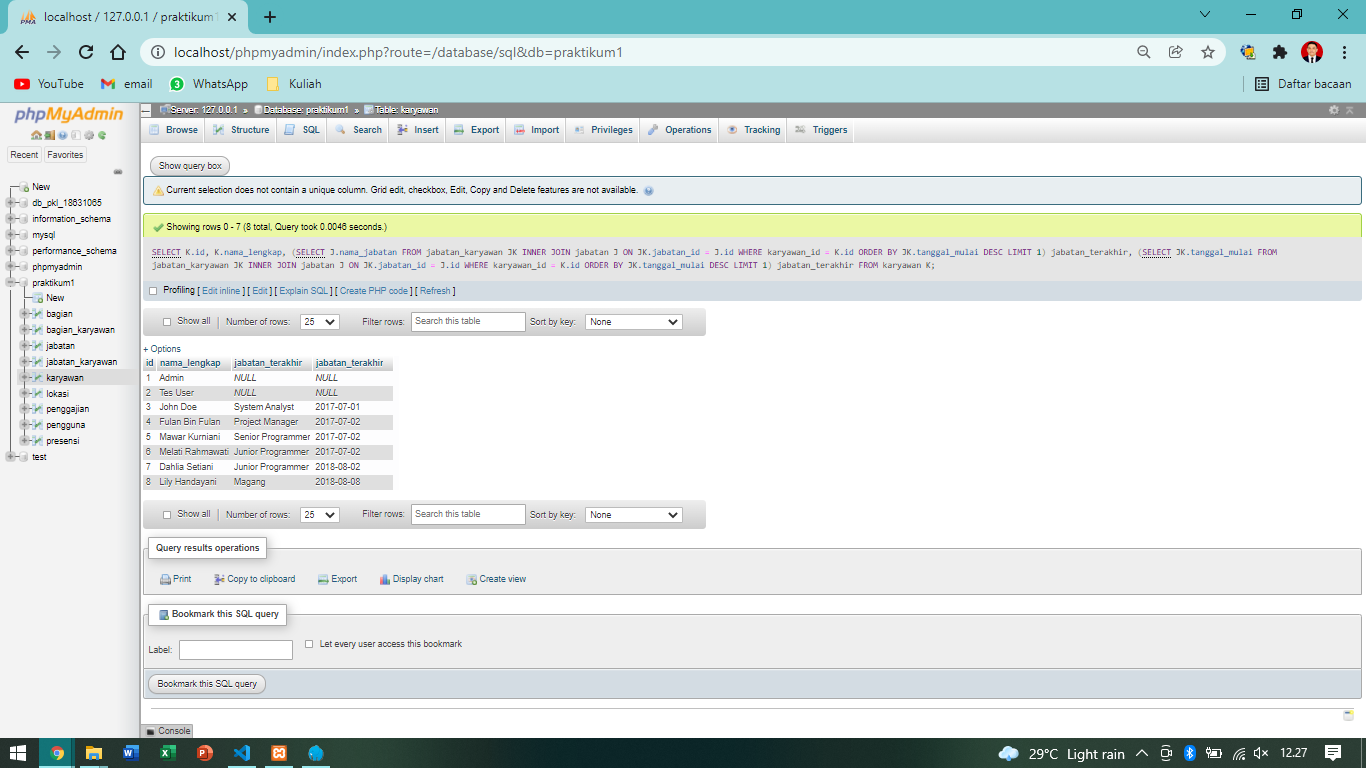 localhost / 127.0.0.1 / praktikum1
localhost/phpmyadmin/index.php?route=/database/sql&db=praktikum1
YouTube email 3 WhatsApp Kuliah Daftar bacaan
phpMyAdmin
Recent Favorites
New
db_pkl_18631065
information_schema
mysql
performance_schema
phpmyadmin
praktikum1
New
bagian
bagian_karyawan
jabatan
jabatan_karyawan
karyawan
lokasi
penggajian
pengguna
presensi
test
Server: 127.0.0.1 » Database: praktikum1 » Table: karyawan
Browse Structure SQL Search Insert Export Import Privileges Operations Tracking Triggers
Show query box
Current selection does not contain a unique column. Grid edit, checkbox, Edit, Copy and Delete features are not available.
Showing rows 0 - 7 (8 total, Query took 0.0046 seconds.)
SELECT K.id, K.nama_lengkap, (SELECT J.nama_jabatan FROM jabatan_karyawan JK INNER JOIN jabatan J ON JK.jabatan_id = J.id WHERE karyawan_id = K.id ORDER BY JK.tanggal_mulai DESC LIMIT 1) jabatan_terakhir, (SELECT JK.tanggal_mulai FROM
jabatan_karyawan JK INNER JOIN jabatan J ON JK.jabatan_id = J.id WHERE karyawan_id = K.id ORDER BY JK.tanggal_mulai DESC LIMIT 1) jabatan_terakhir FROM karyawan K;
Profiling [ Edit inline ] [ Edit ] [ Explain SQL ] [ Create PHP code ] [ Refresh ]
Show all | Number of rows: 25 Filter rows: Search this table Sort by key: None
+ Options
id nama_lengkap jabatan_terakhir jabatan_terakhir
1 Admin NULL NULL
2 Tes User NULL NULL
3 John Doe System Analyst 2017-07-01
4 Fulan Bin Fulan Project Manager 2017-07-02
5 Mawar Kurniani Senior Programmer 2017-07-02
6 Melati Rahmawati Junior Programmer 2017-07-02
7 Dahlia Setiani Junior Programmer 2018-08-02
8 Lily Handayani Magang 2018-08-08
Show all | Number of rows: 25 Filter rows: Search this table Sort by key: None
Query results operations
Print Copy to clipboard Export Display chart Create view
Bookmark this SQL query
Label: Let every user access this bookmark
Bookmark this SQL query
Console
29°C Light rain 12.27